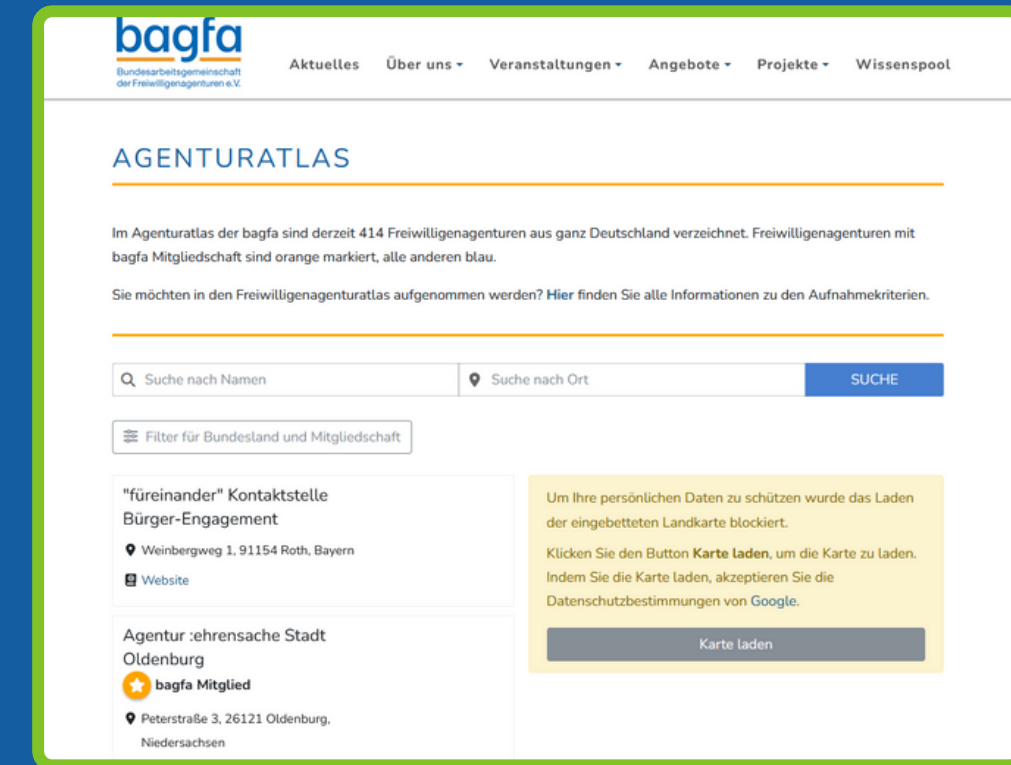 bagfa
Bundesarbeitsgemeinschaft
der Freiwilligenagenturen e.V.
Aktuelles Über uns Veranstaltungen Angebote Projekte Wissenspool
AGENTURATLAS
Im Agenturatlas der bagfa sind derzeit 414 Freiwilligenagenturen aus ganz Deutschland verzeichnet. Freiwilligenagenturen mit
bagfa Mitgliedschaft sind orange markiert, alle anderen blau.
Sie möchten in den Freiwilligenagenturatlas aufgenommen werden? Hier finden Sie alle Informationen zu den Aufnahmekriterien.
Suche nach Namen Suche nach Ort SUCHE
Filter für Bundesland und Mitgliedschaft
"füreinander" Kontaktstelle
Bürger-Engagement
Weinbergweg 1, 91154 Roth, Bayern
Website
Agentur :ehrensache Stadt
Oldenburg
bagfa Mitglied
Peterstraße 3, 26121 Oldenburg,
Niedersachsen
Um Ihre persönlichen Daten zu schützen wurde das Laden
der eingebetteten Landkarte blockiert.
Klicken Sie den Button Karte laden, um die Karte zu laden.
Indem Sie die Karte laden, akzeptieren Sie die
Datenschutzbestimmungen von Google.
Karte laden